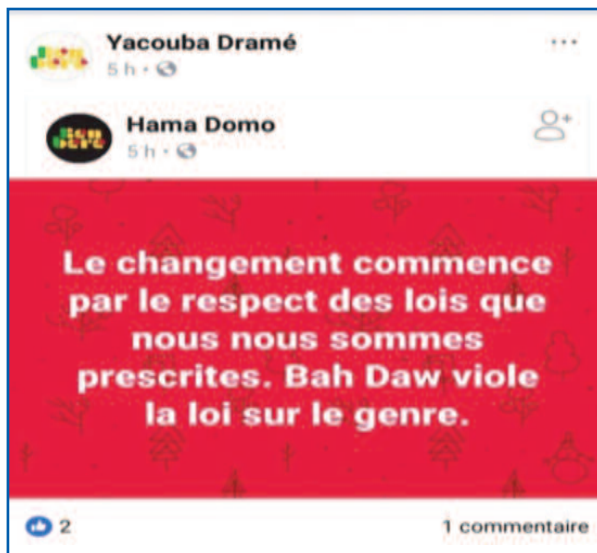 Yacouba Dramé
5 h ·
Hama Domo
5 h ·
Le changement commence
par le respect des lois que
nous nous sommes
prescrites. Bah Daw viole
la loi sur le genre.
2
1 commentaire